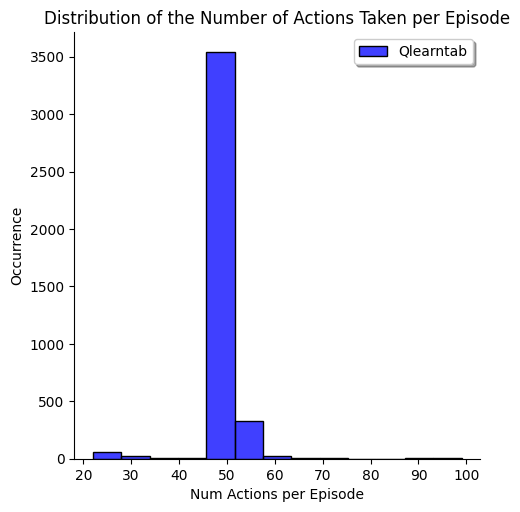 Distribution of the Number of Actions Taken per Episode
Qlearntab
3500
3000
2500
2000
1500
1000
500
0
Occurrence
20 30 40 50 60 70 80 90 100
Num Actions per Episode